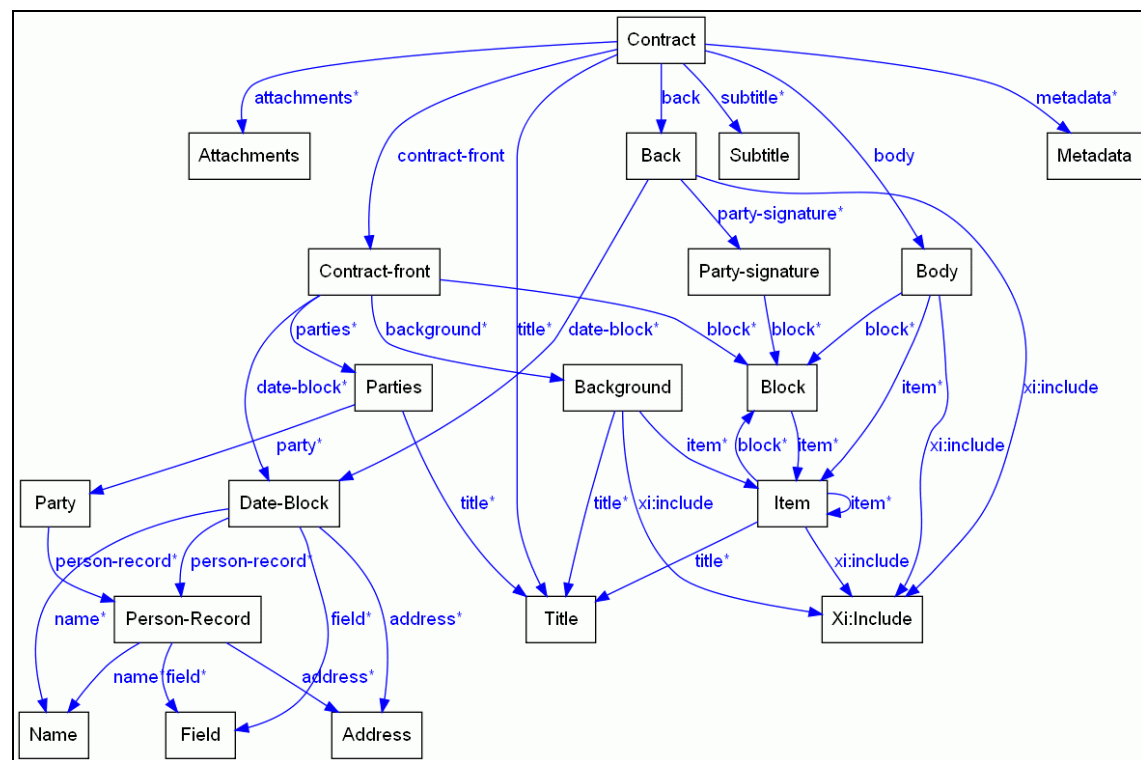 Contract
attachments*
back
subtitle*
metadata*
Attachments
contract-front
Back
Subtitle
body
Metadata
party-signature*
Contract-front
Party-signature
Body
parties*
background*
title*
date-block*
block*
block*
block*
date-block*
Parties
Background
Block
item*
xi:include
party*
item*
block*
item*
xi:include
Party
Date-Block
title*
title*
xi:include
Item
item*
person-record*
person-record*
title*
xi:include
name*
Person-Record
field*
address*
Title
Xi:Include
name*
field*
address*
Name
Field
Address